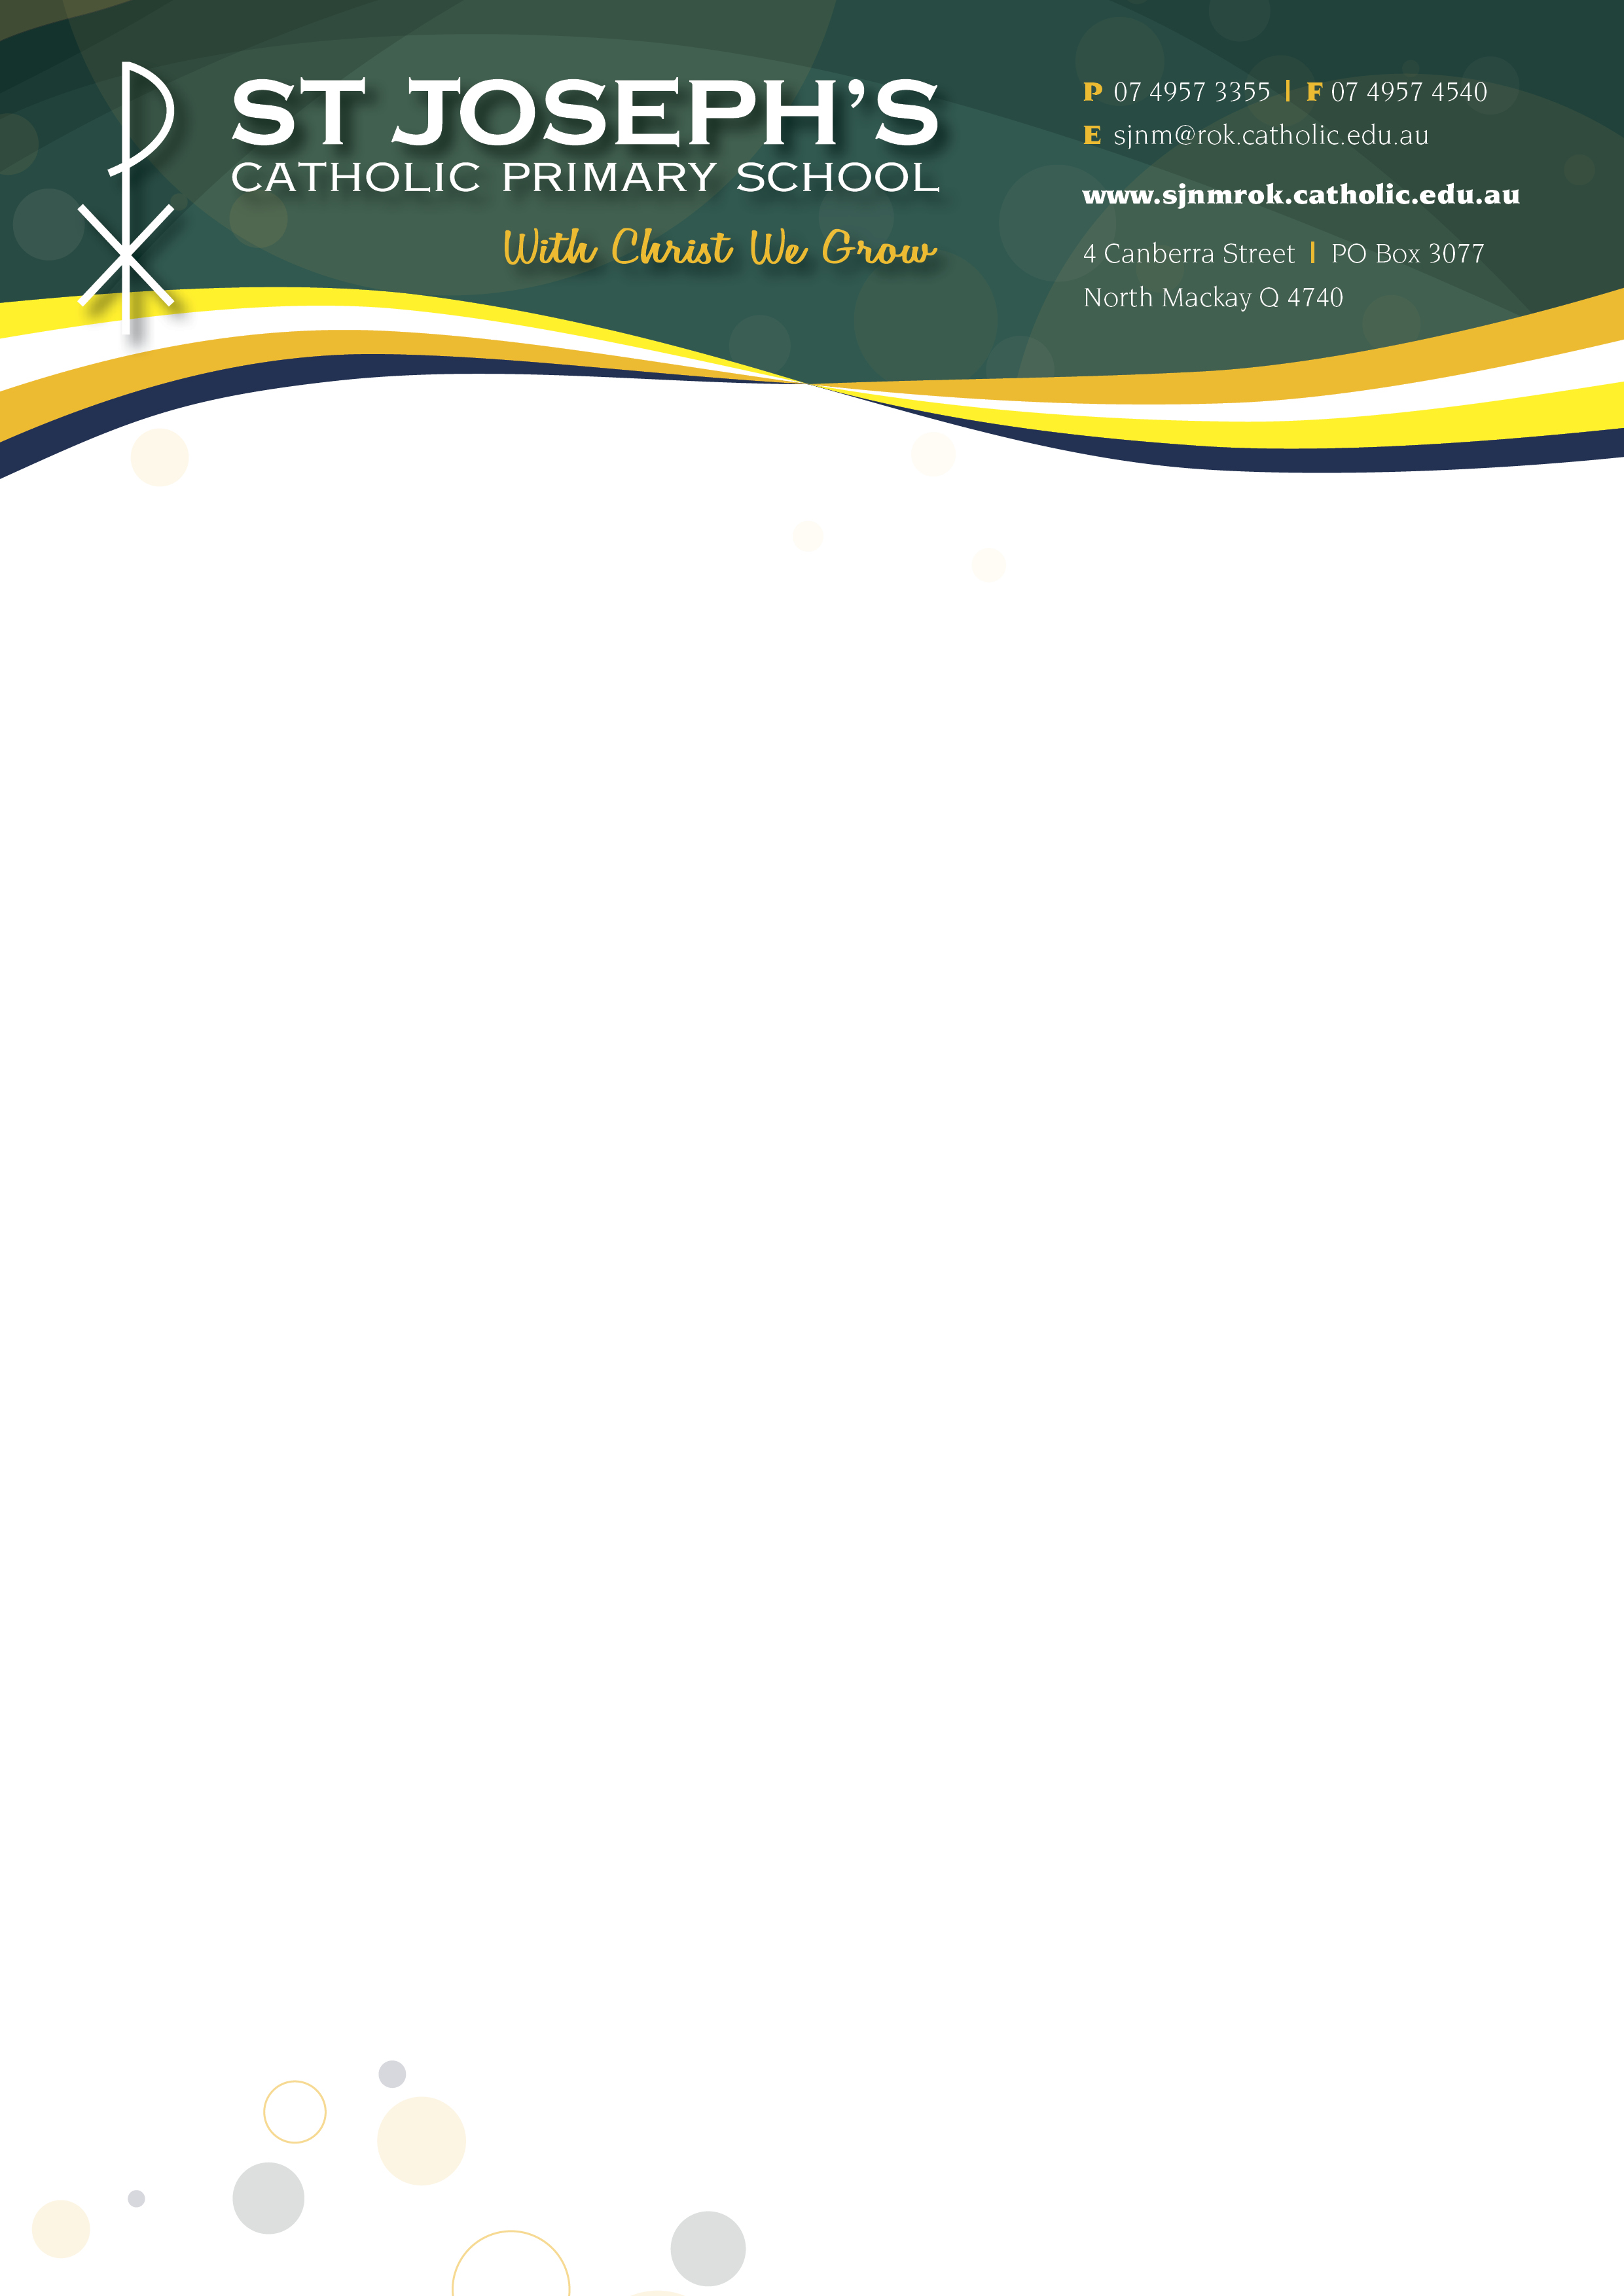 ST JOSEPH’S
CATHOLIC PRIMARY SCHOOL
With Christ We Grow
P 07 4957 3355 | F 07 4957 4540
E sjnm@rok.catholic.edu.au
www.sjnmrok.catholic.edu.au
4 Canberra Street | PO Box 3077
North Mackay Q 4740